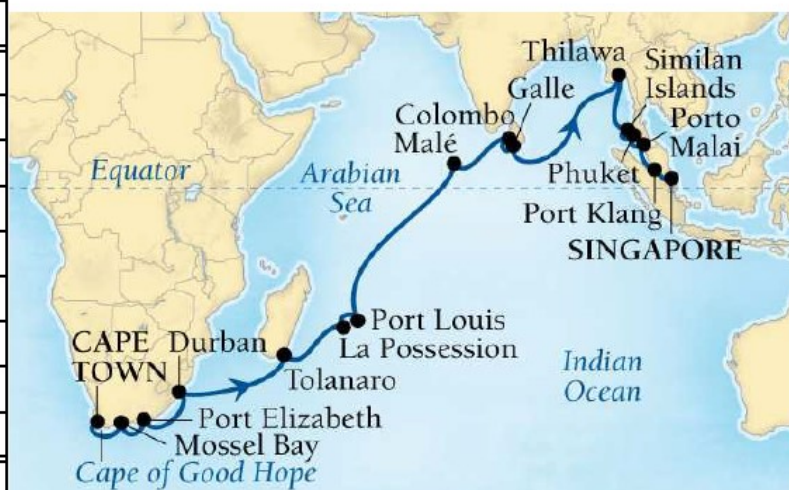 Thilawa
Similan
Islands
Galle
Colombo
Malé
Porto
Malai
Equator
Arabian
Sea
Phuket
Port Klang
SINGAPORE
Port Louis
La Possession
CAPE
TOWN
Durban
Tolanaro
Indian
Ocean
Port Elizabeth
Mossel Bay
Cape of Good Hope